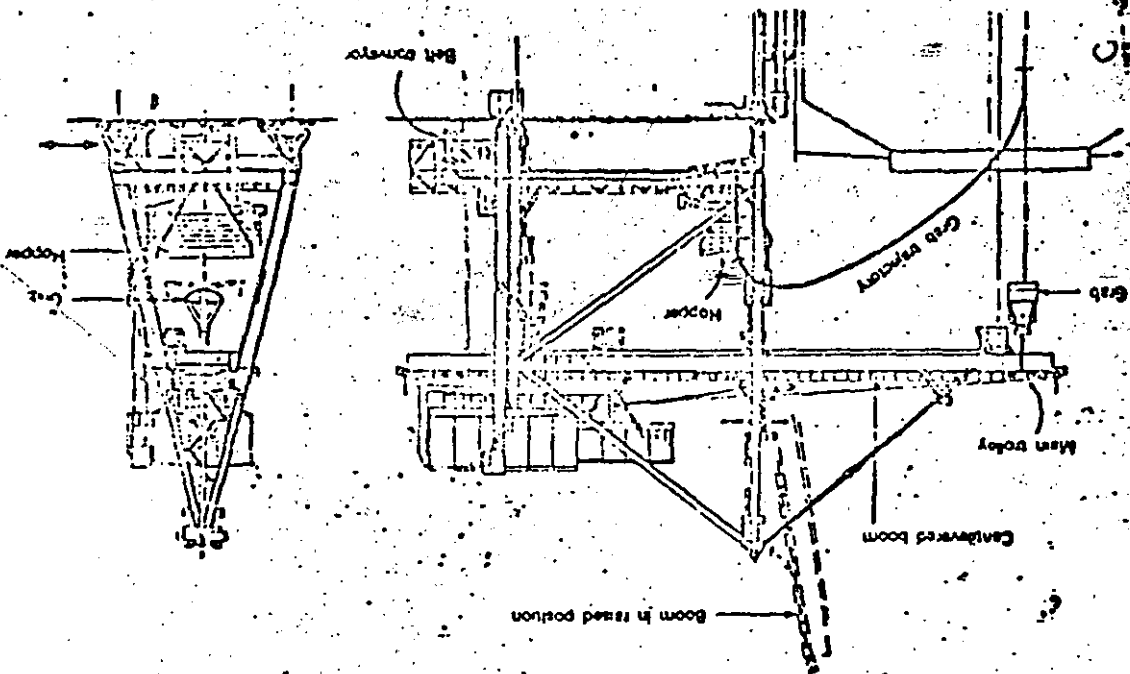 Boom in raised position
Cantilevered boom
Main trolley
Grab
Hopper
Grab trajectory
Hopper
Belt conveyor